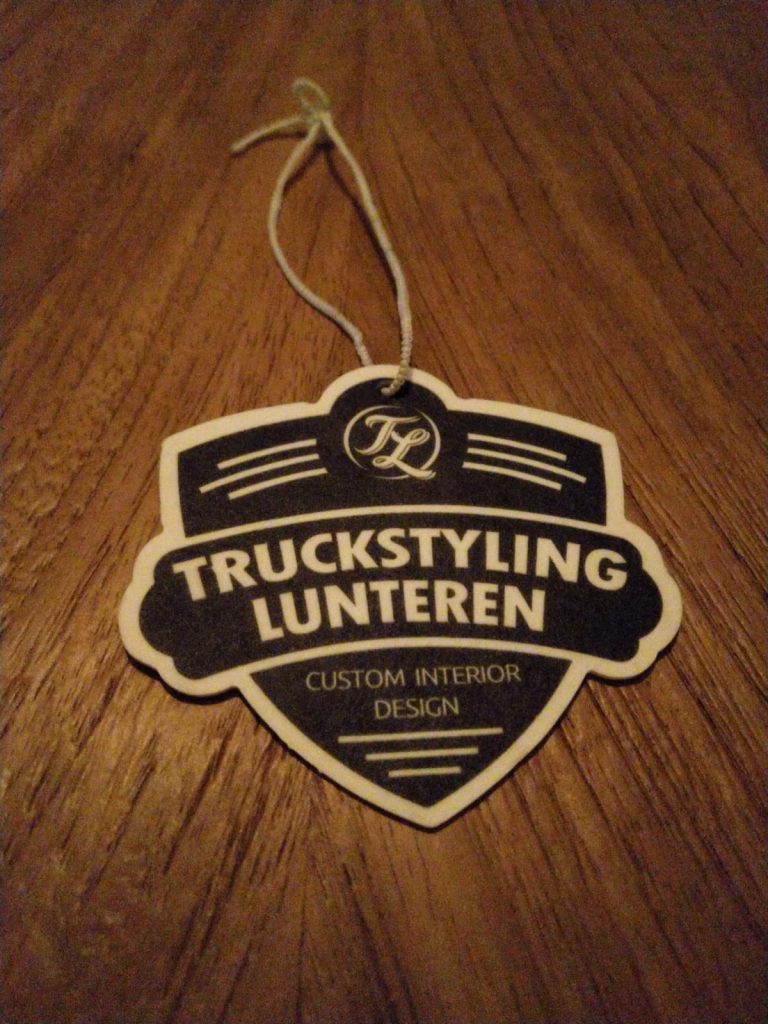 TL
TRUCKSTYLING
LUNTEREN
CUSTOM INTERIOR
DESIGN